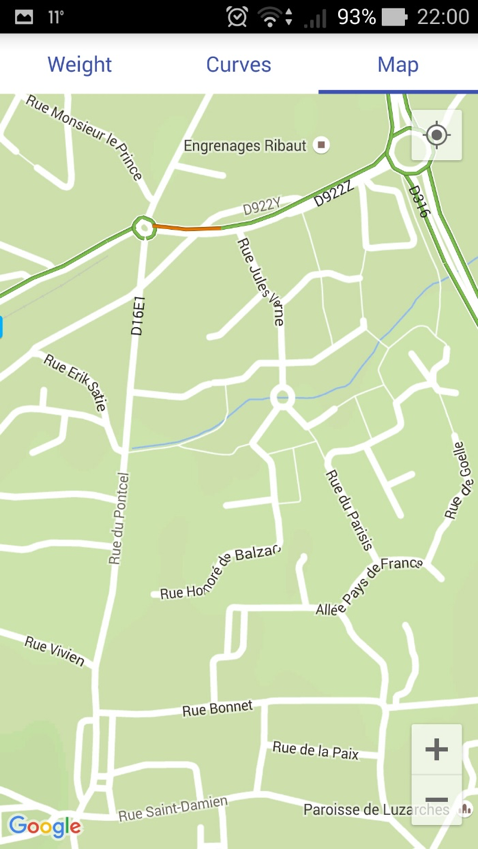 11°
93%
22:00
Weight
Curves
Map
Rue Monsieur le Prince
Engrenages Ribaut
D922Z
D922Y
D316
Rue Jules Verne
D16E1
Rue Erik Satie
Rue de Goelle
Rue du Parisis
Rue du Pontcel
Rue Honoré de Balzac
Allée Pays de France
Rue Vivien
Rue Bonnet
Rue de la Paix
+
−
Rue Saint-Damien
Paroisse de Luzarches
Google